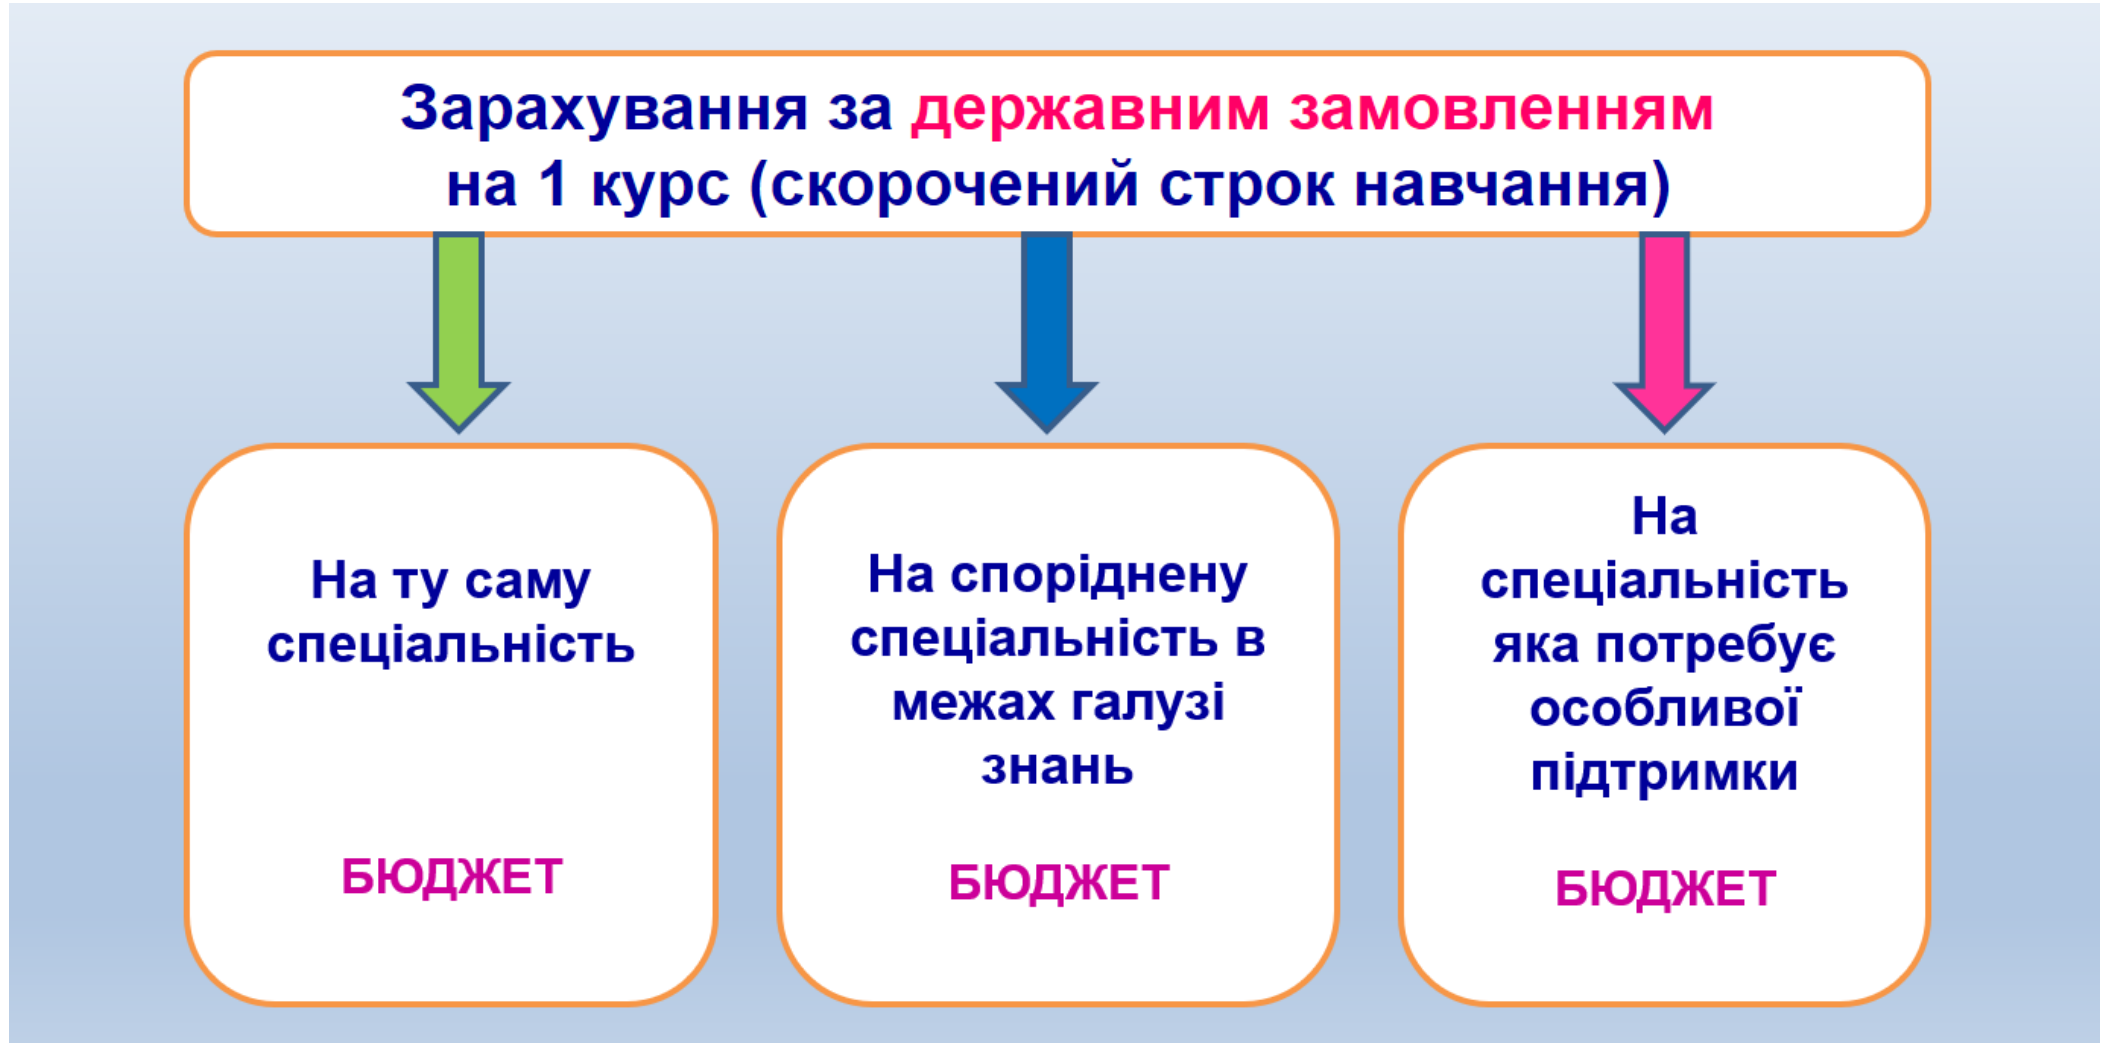 Зарахування за державним замовленням
на 1 курс (скорочений строк навчання)
На ту саму
спеціальність
БЮДЖЕТ
На споріднену
спеціальність в
межах галузі
знань
БЮДЖЕТ
На
спеціальність
яка потребує
особливої
підтримки
БЮДЖЕТ